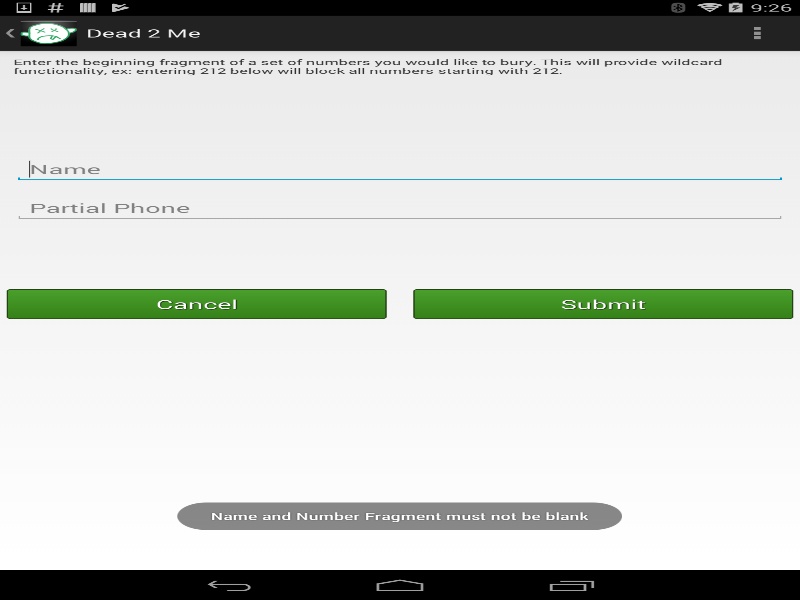 9:26
Dead 2 Me
Enter the beginning fragment of a set of numbers you would like to bury. This will provide wildcard
functionality, ex: entering 212 below will block all numbers starting with 212.
Name
Partial Phone
Cancel
Submit
Name and Number Fragment must not be blank